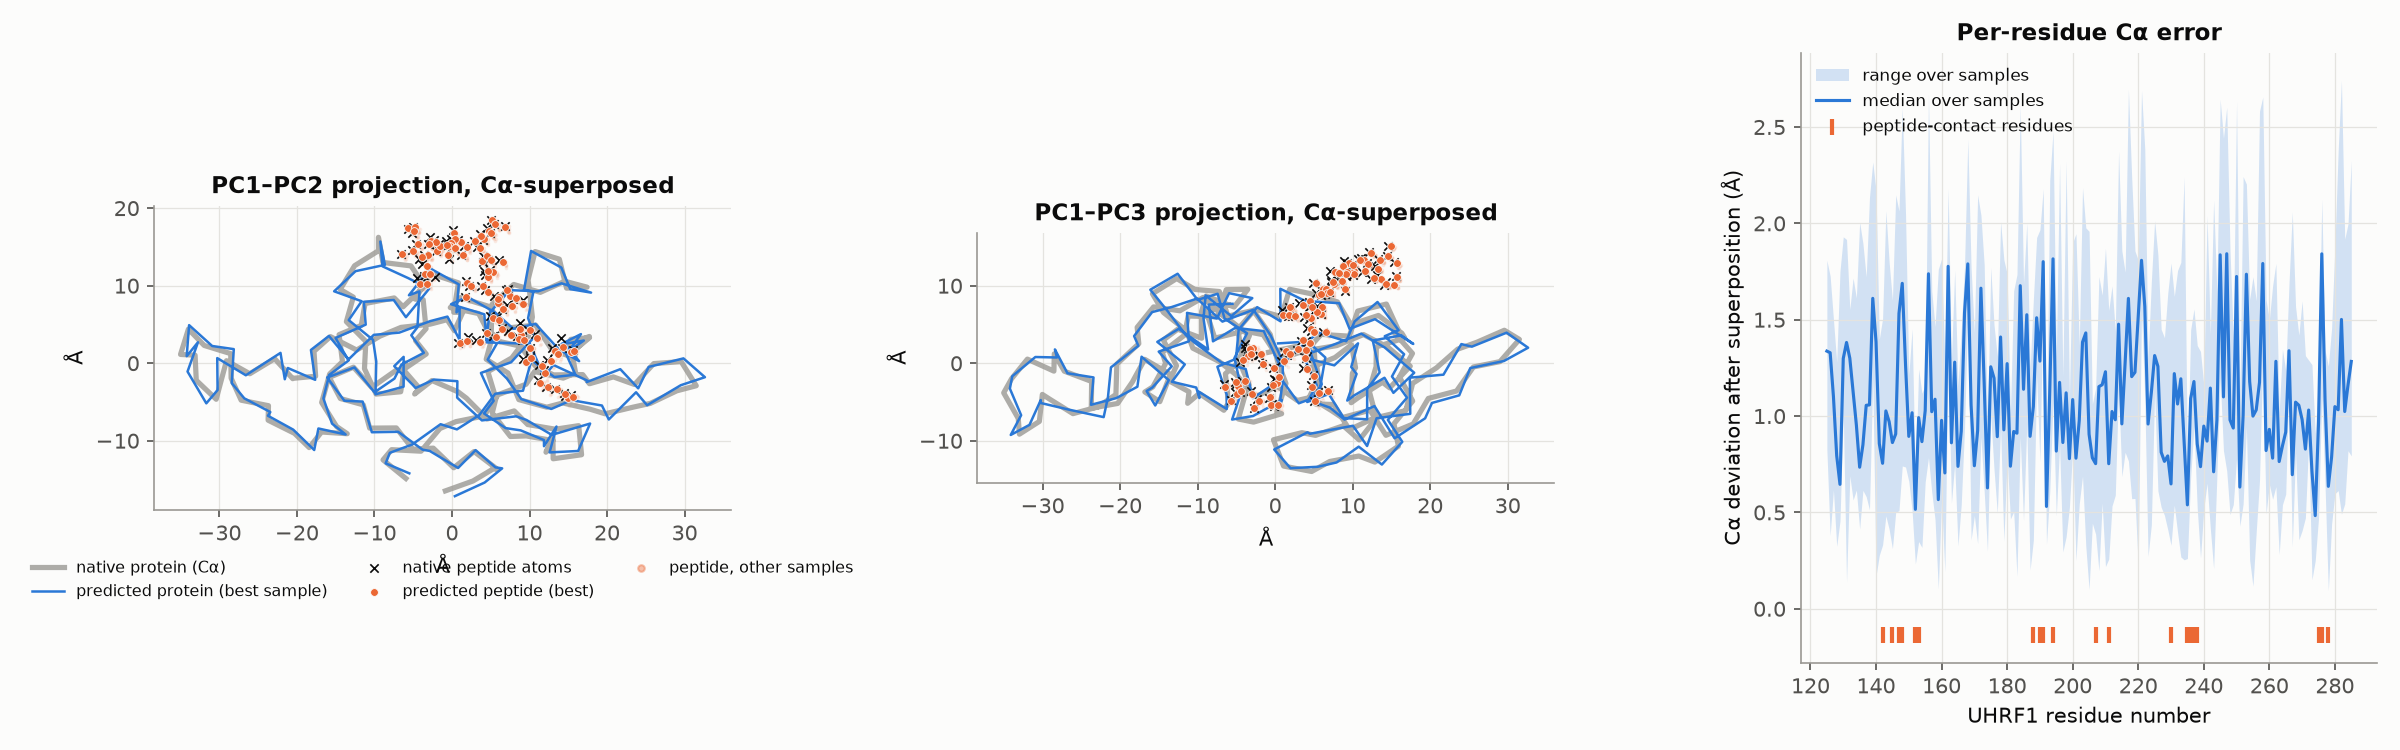 PC1–PC2 projection, Cα-superposed
20
10
0
−10
Å
−30
−20
−10
0
10
20
30
Å
native protein (Cα)
predicted protein (best sample)
native peptide atoms
predicted peptide (best)
peptide, other samples
PC1–PC3 projection, Cα-superposed
10
0
−10
Å
−30
−20
−10
0
10
20
30
Å
Per-residue Cα error
range over samples
median over samples
peptide-contact residues
2.5
2.0
1.5
1.0
0.5
0.0
Cα deviation after superposition (Å)
120
140
160
180
200
220
240
260
280
UHRF1 residue number